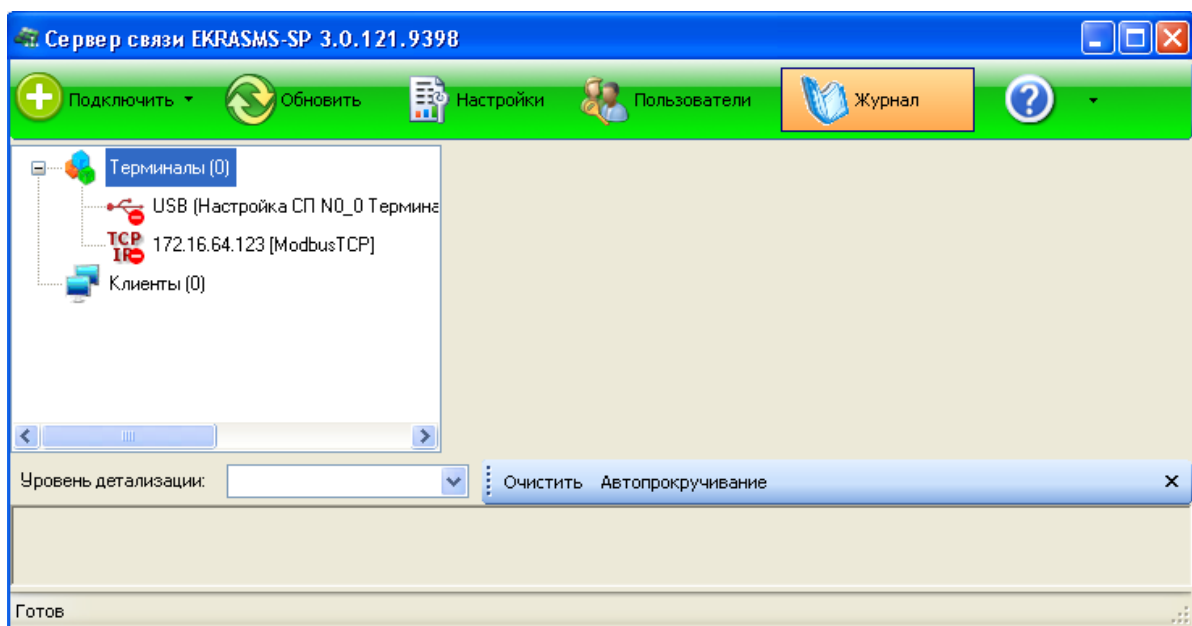 Сервер связи EKRASMS-SP 3.0.121.9398
Подключить Обновить Настройки Пользователи Журнал
Терминалы (0)
USB (Настройка СП N0_0 Термина
TCP IP 172.16.64.123 [ModbusTCP]
Клиенты (0)
Уровень детализации: Очистить Автопрокручивание
Готов